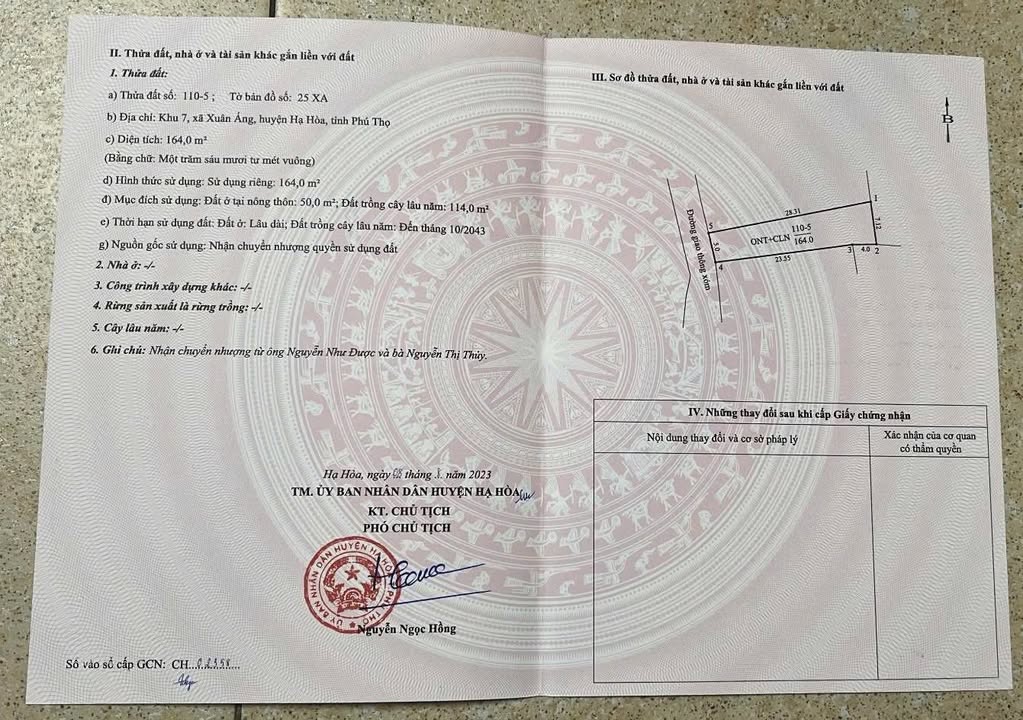 II. Thửa đất, nhà ở và tài sản khác gắn liền với đất
1. Thửa đất:
a) Thửa đất số: 110-5 ; Tờ bản đồ số: 25 XA
b) Địa chỉ: Khu 7, xã Xuân Áng, huyện Hạ Hòa, tỉnh Phú Thọ
c) Diện tích: 164,0 m²
(Bằng chữ: Một trăm sáu mươi tư mét vuông)
d) Hình thức sử dụng: Sử dụng riêng: 164,0 m²
đ) Mục đích sử dụng: Đất ở tại nông thôn: 50,0 m²; Đất trồng cây lâu năm: 114,0 m²
e) Thời hạn sử dụng đất: Đất ở: Lâu dài; Đất trồng cây lâu năm: Đến tháng 10/2043
g) Nguồn gốc sử dụng: Nhận chuyển nhượng quyền sử dụng đất
2. Nhà ở: -/-
3. Công trình xây dựng khác: -/-
4. Rừng sản xuất là rừng trồng: -/-
5. Cây lâu năm: -/-
6. Ghi chú: Nhận chuyển nhượng từ ông Nguyễn Như Được và bà Nguyễn Thị Thủy.
Hạ Hòa, ngày tháng năm 2023
TM. ỦY BAN NHÂN DÂN HUYỆN HẠ HÒA
KT. CHỦ TỊCH
PHÓ CHỦ TỊCH
ỦY BAN NHÂN DÂN HUYỆN HẠ HÒA
PHÚ THỌ
Nguyễn Ngọc Hồng
Số vào sổ cấp GCN: CH...02358...
III. Sơ đồ thửa đất, nhà ở và tài sản khác gắn liền với đất
B
Đường giao thông xóm
28.31
1
7.12
5
110-5
ONT+CLN
164.0
5.0
3
4.0
2
4
23.55
IV. Những thay đổi sau khi cấp Giấy chứng nhận
Nội dung thay đổi và cơ sở pháp lý
Xác nhận của cơ quan
có thẩm quyền